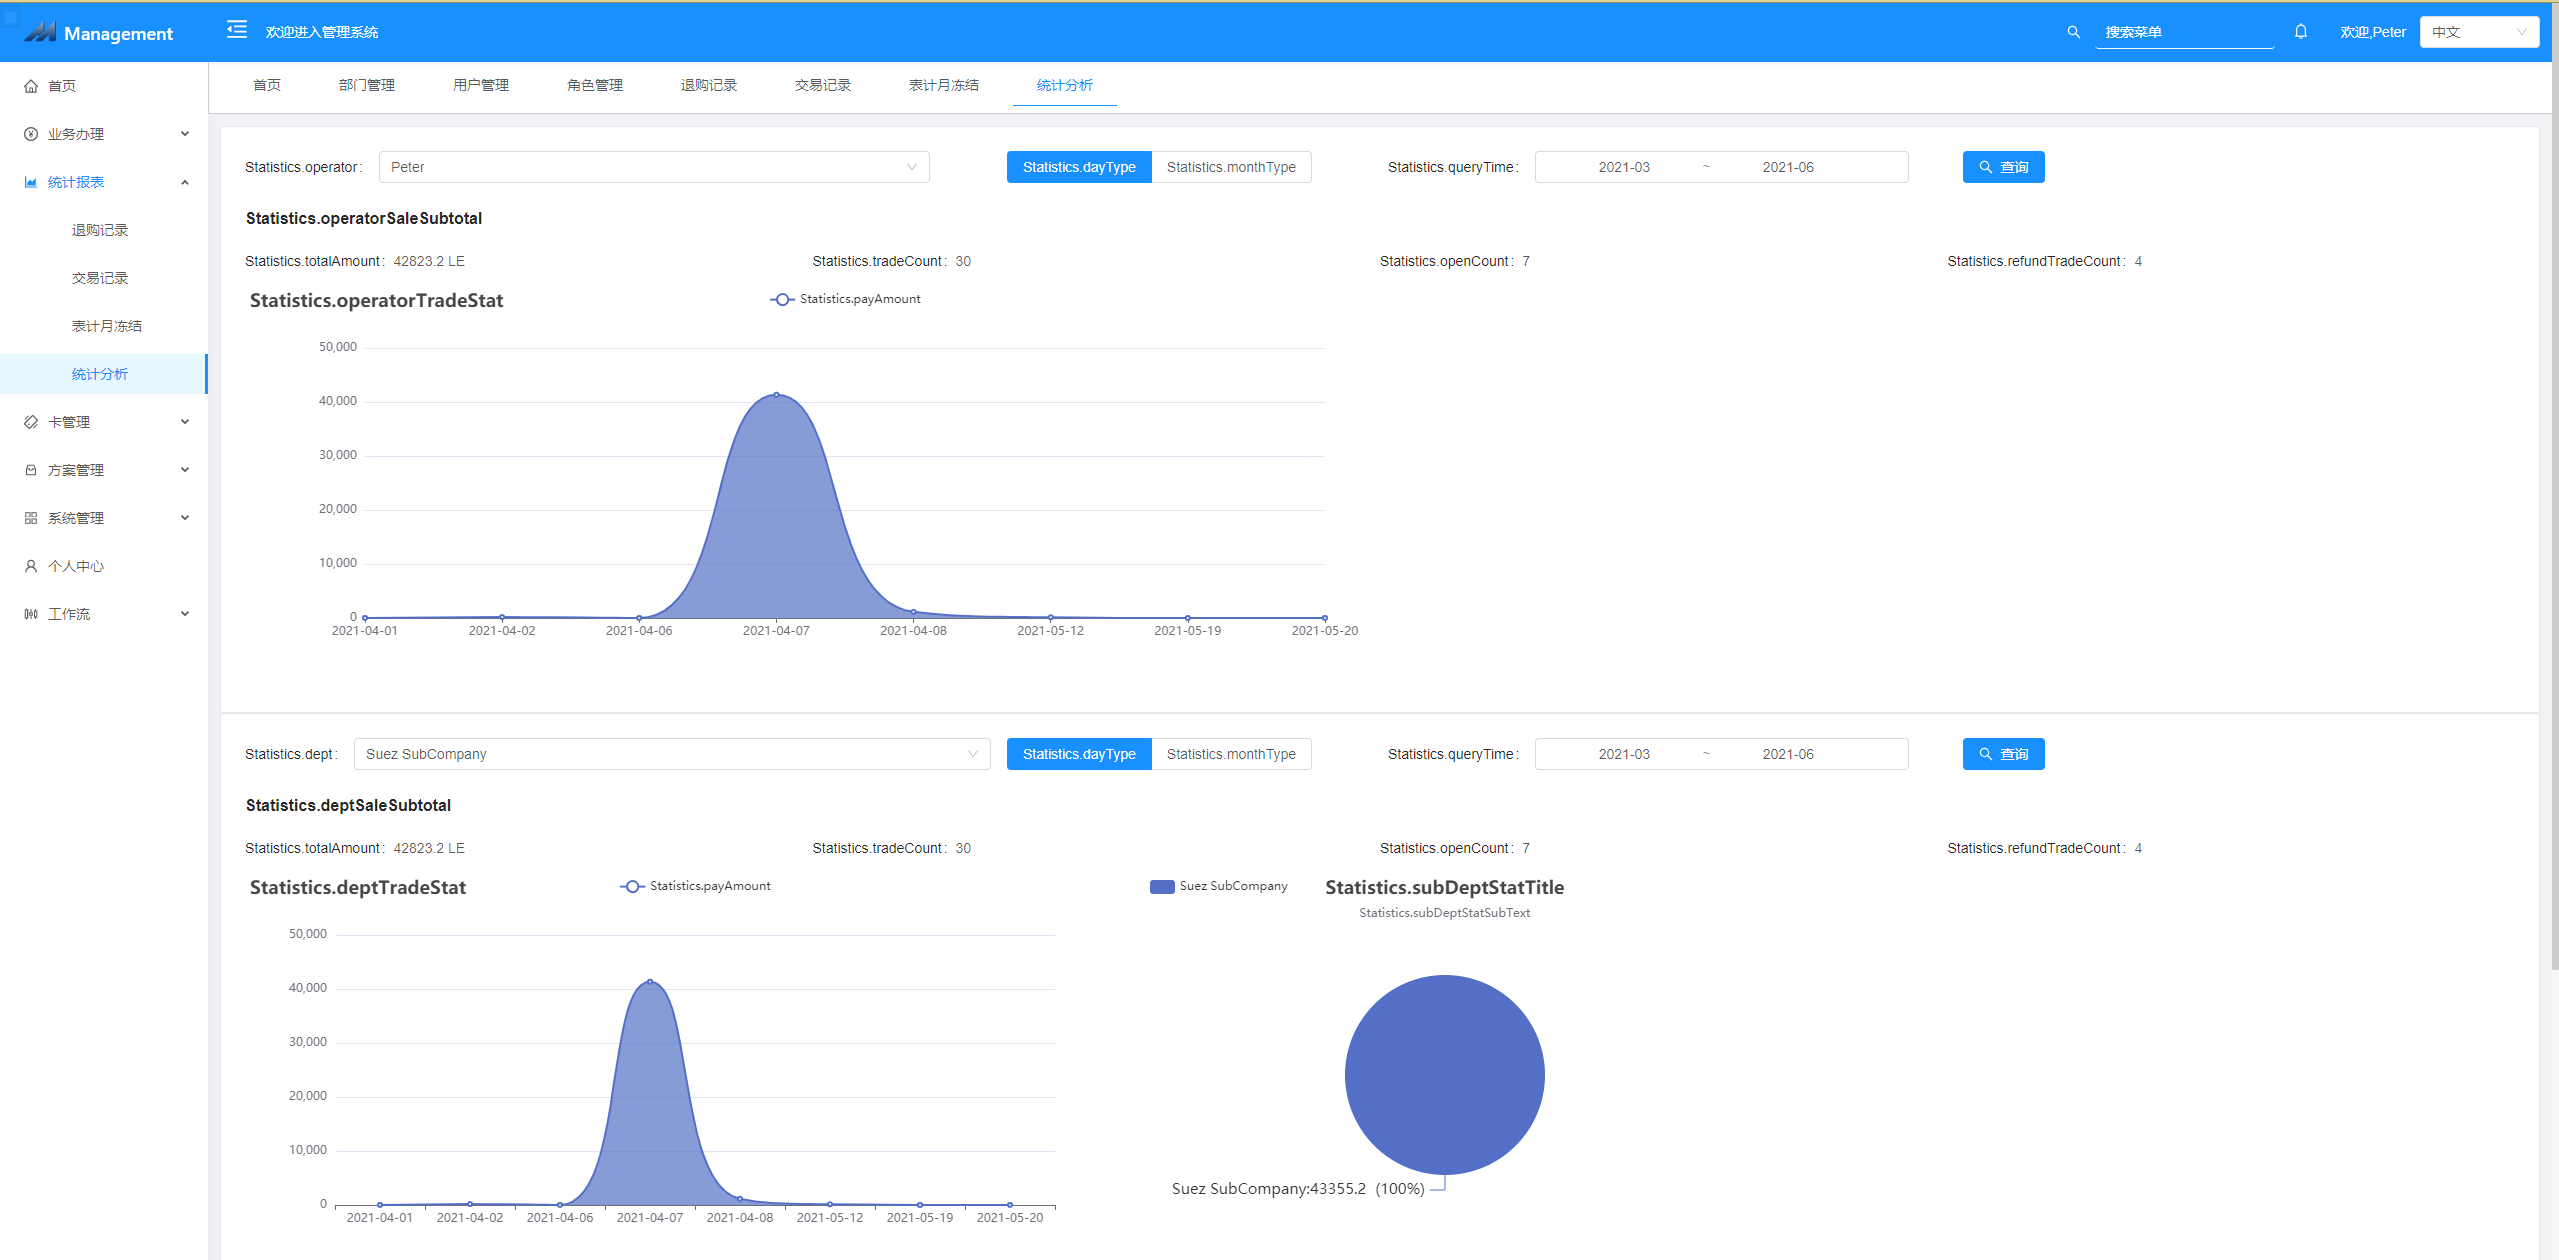 Management
欢迎进入管理系统
搜索菜单
欢迎,Peter
中文
首页
业务办理
统计报表
退购记录
交易记录
表计月冻结
统计分析
卡管理
方案管理
系统管理
个人中心
工作流
首页 部门管理 用户管理 角色管理 退购记录 交易记录 表计月冻结 统计分析
Statistics.operator: Peter Statistics.dayType Statistics.monthType Statistics.queryTime: 2021-03 ~ 2021-06 查询
Statistics.operatorSaleSubtotal
Statistics.totalAmount: 42823.2 LE Statistics.tradeCount: 30 Statistics.openCount: 7 Statistics.refundTradeCount: 4
Statistics.operatorTradeStat Statistics.payAmount
50,000
40,000
30,000
20,000
10,000
0
2021-04-01 2021-04-02 2021-04-06 2021-04-07 2021-04-08 2021-05-12 2021-05-19 2021-05-20
Statistics.dept: Suez SubCompany Statistics.dayType Statistics.monthType Statistics.queryTime: 2021-03 ~ 2021-06 查询
Statistics.deptSaleSubtotal
Statistics.totalAmount: 42823.2 LE Statistics.tradeCount: 30 Statistics.openCount: 7 Statistics.refundTradeCount: 4
Statistics.deptTradeStat Statistics.payAmount
50,000
40,000
30,000
20,000
10,000
0
2021-04-01 2021-04-02 2021-04-06 2021-04-07 2021-04-08 2021-05-12 2021-05-19 2021-05-20
Suez SubCompany
Statistics.subDeptStatTitle
Statistics.subDeptStatSubText
Suez SubCompany:43355.2 (100%)